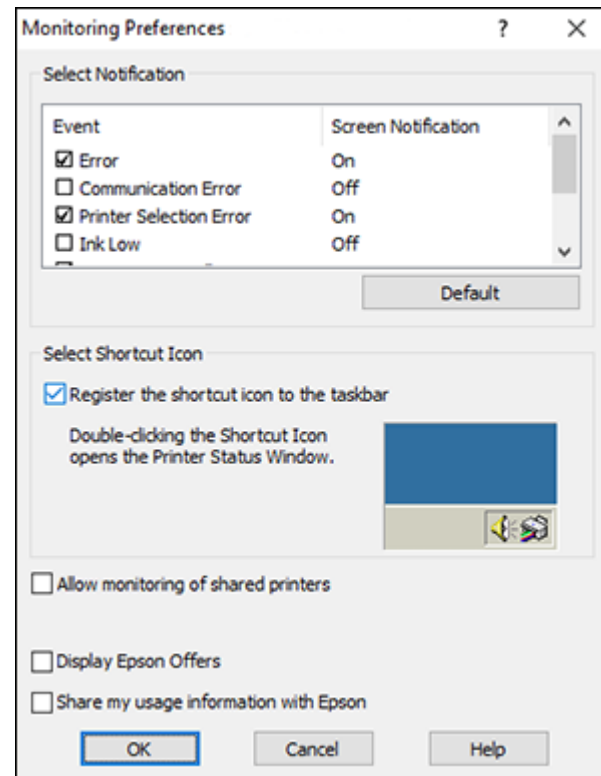 Monitoring Preferences ?
Select Notification
Event Screen Notification
Error On
Communication Error Off
Printer Selection Error On
Ink Low Off
Default
Select Shortcut Icon
Register the shortcut icon to the taskbar
Double-clicking the Shortcut Icon
opens the Printer Status Window.
Allow monitoring of shared printers
Display Epson Offers
Share my usage information with Epson
OK Cancel Help